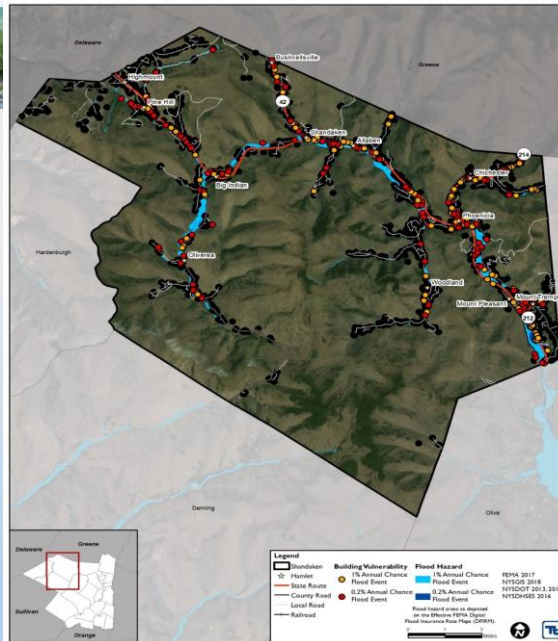 Delaware
Greene
Bushnellsville
Highmount
42
Pine Hill
Shandaken
Allaben
214
Chichester
Big Indian
Phoenicia
Hardenburgh
Oliverea
Woodland
Mount Pleasant
212
Denning
Olive
Delaware
Greene
Sullivan
Orange
Legend
Shandaken
Hamlet
State Route
County Road
Local Road
Railroad
Building Vulnerability
1% Annual Chance
Flood Event
0.2% Annual Chance
Flood Event
Flood Hazard
1% Annual Chance
Flood Event
0.2% Annual Chance
Flood Event
Flood hazard areas as depicted
on the Effective FEMA Digital
Flood Insurance Rate Maps (DFIRM).
FEMA 2017
NYSGIS 2018
NYSDHSES 2016
0
1
2
Miles